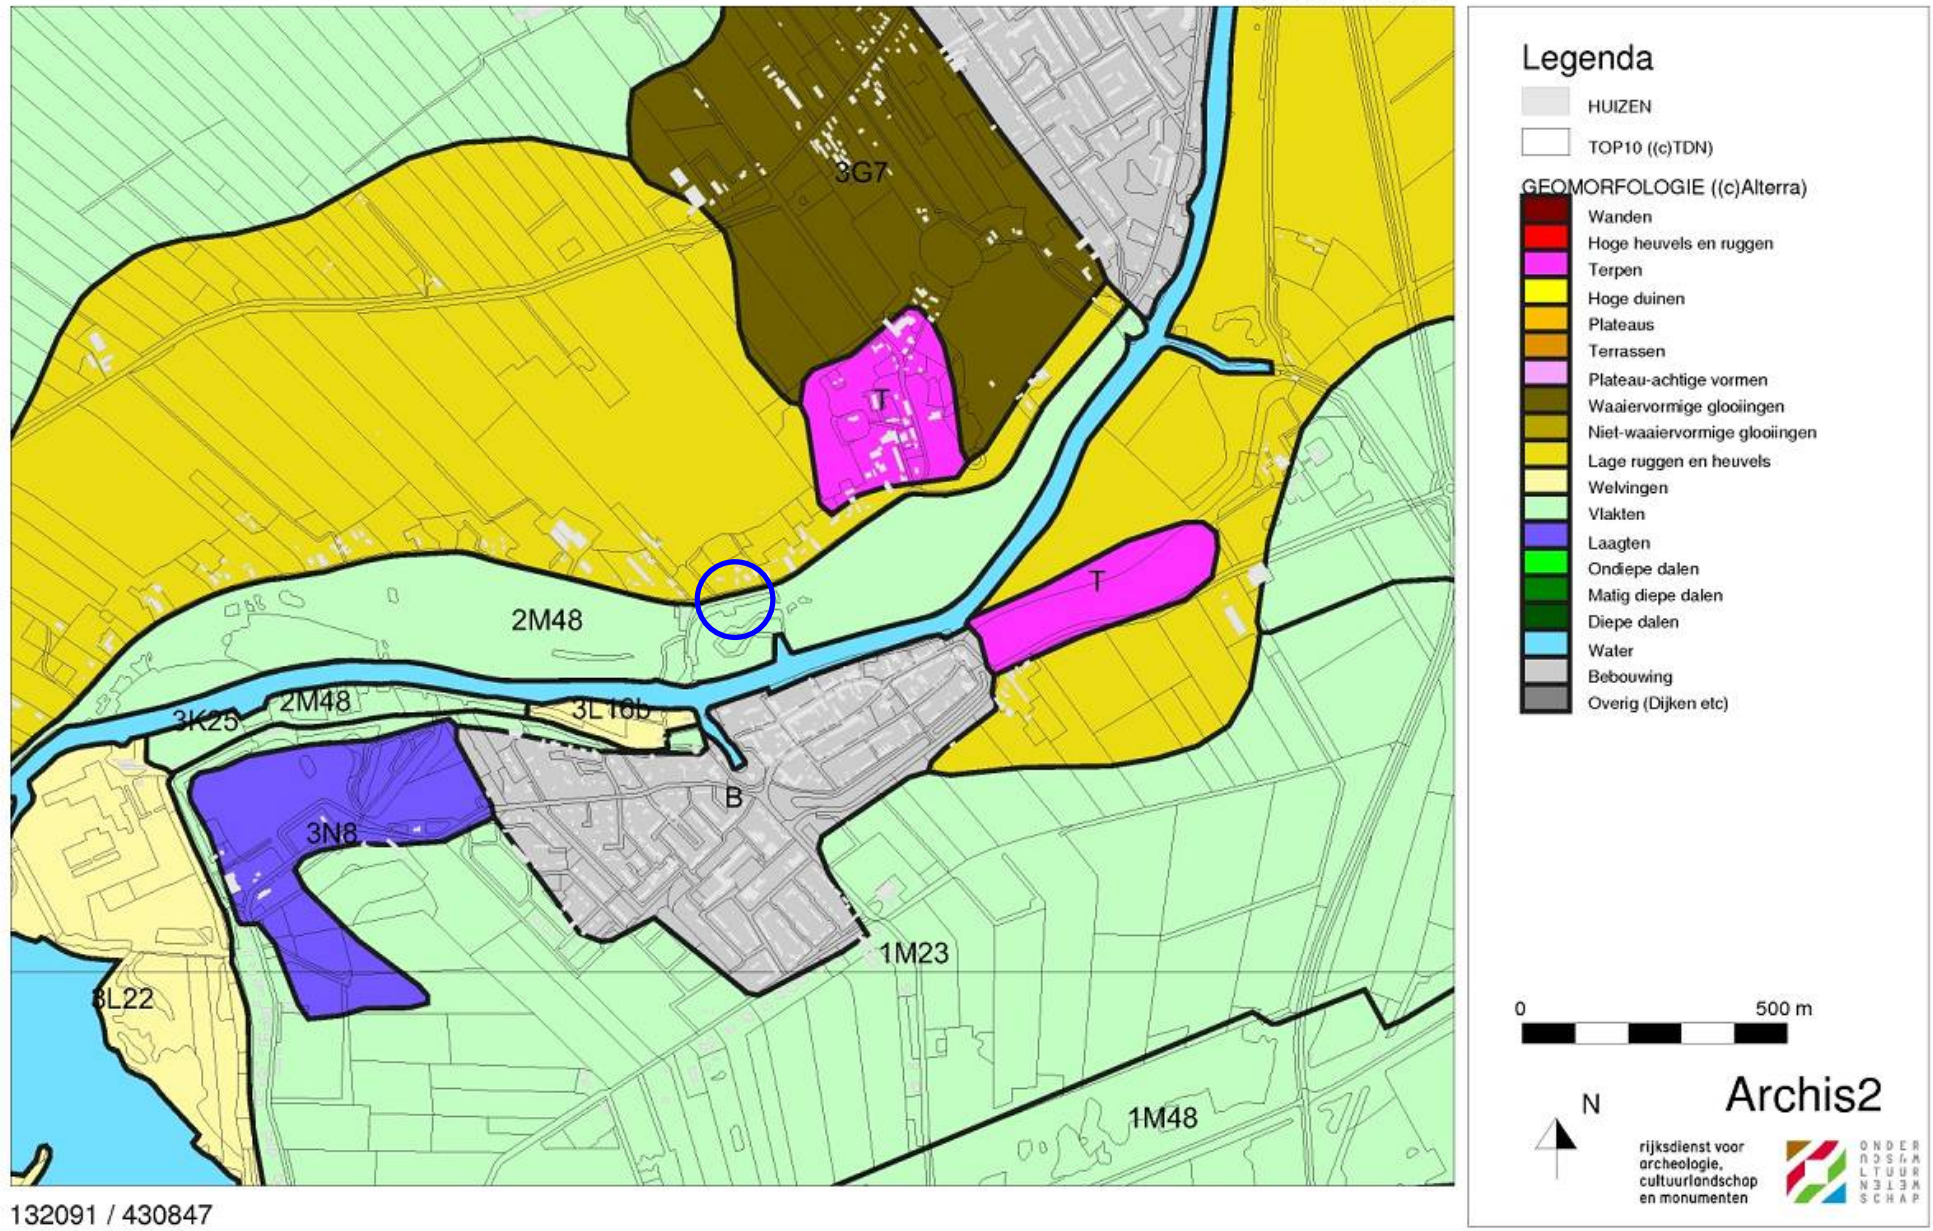 3G7
T
T
2M48
2M48
3K25
3L16b
B
3N8
1M23
3L22
1M48
132091 / 430847
Legenda
HUIZEN
TOP10 ((c)TDN)
GEOMORFOLOGIE ((c)Alterra)
Wanden
Hoge heuvels en ruggen
Terpen
Hoge duinen
Plateaus
Terrassen
Plateau-achtige vormen
Waaiervormige glooiingen
Niet-waaiervormige glooiingen
Lage ruggen en heuvels
Welvingen
Vlakten
Laagten
Ondiepe dalen
Matig diepe dalen
Diepe dalen
Water
Bebouwing
Overig (Dijken etc)
0 500 m
N
Archis2
rijksdienst voor
archeologie,
cultuurlandschap
en monumenten
ONDER